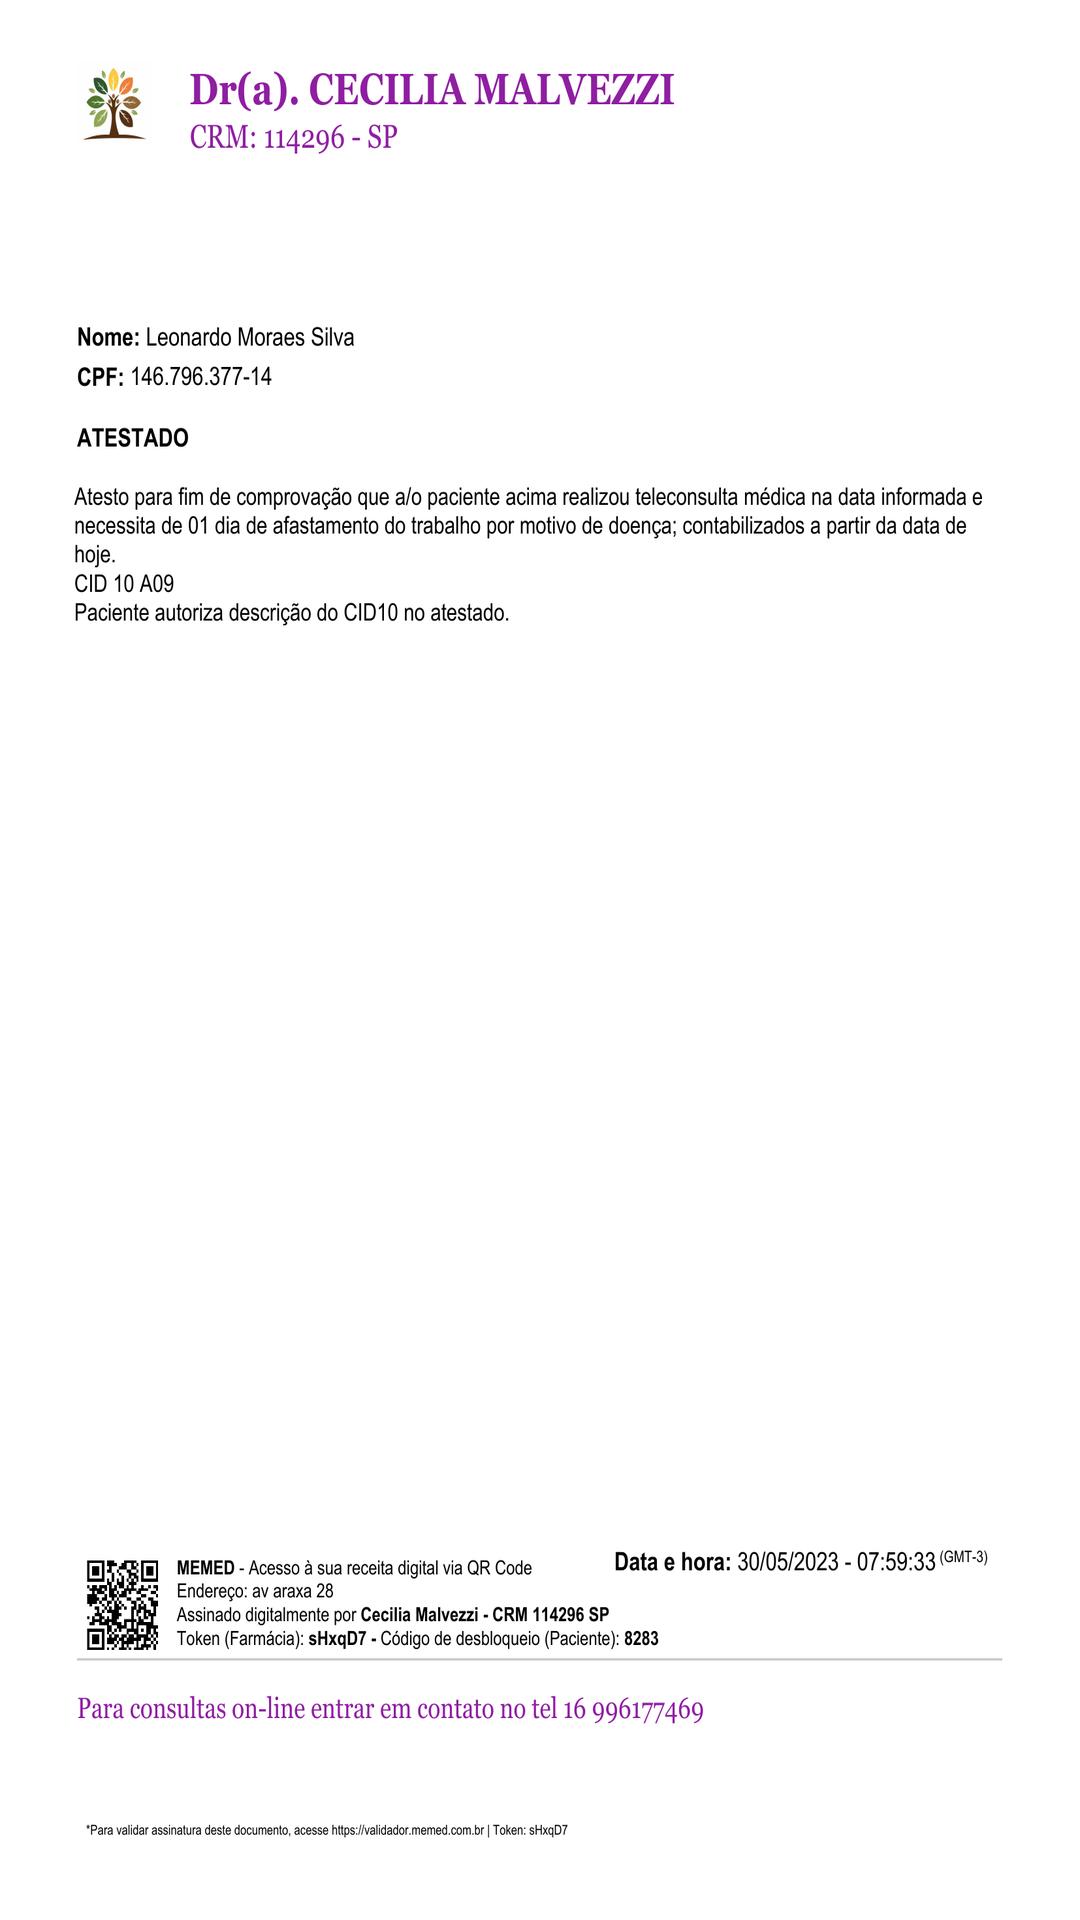 Dr(a). CECILIA MALVEZZI
CRM: 114296 - SP
Nome: Leonardo Moraes Silva
CPF: 146.796.377-14
ATESTADO
Atesto para fim de comprovação que a/o paciente acima realizou teleconsulta médica na data informada e
necessita de 01 dia de afastamento do trabalho por motivo de doença; contabilizados a partir da data de
hoje.
CID 10 A09
Paciente autoriza descrição do CID10 no atestado.
MEMED - Acesso à sua receita digital via QR Code
Data e hora: 30/05/2023 - 07:59:33 (GMT-3)
Endereço: av araxa 28
Assinado digitalmente por Cecilia Malvezzi - CRM 114296 SP
Token (Farmácia): sHxqD7 - Código de desbloqueio (Paciente): 8283
Para consultas on-line entrar em contato no tel 16 996177469
*Para validar assinatura deste documento, acesse https://validador.memed.com.br | Token: sHxqD7